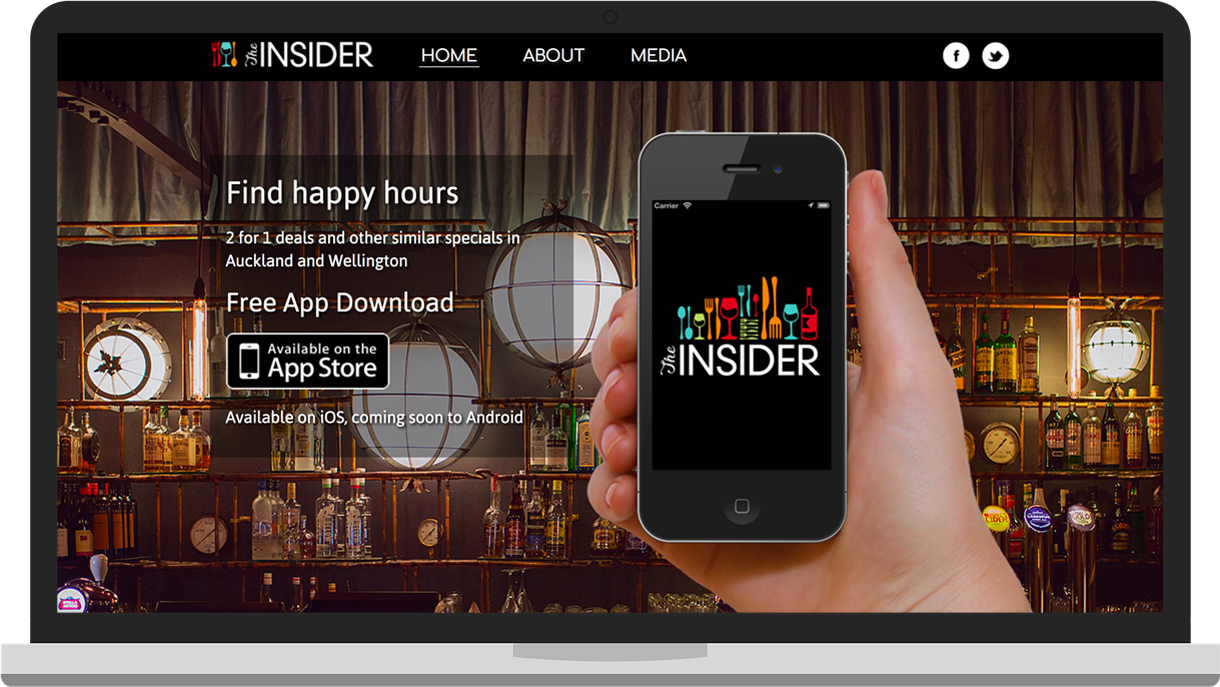 The INSIDER
HOME
ABOUT
MEDIA
f
Find happy hours
2 for 1 deals and other similar specials in
Auckland and Wellington
Free App Download
Available on the
App Store
Available on iOS, coming soon to Android
Carrier
The
INSIDER
CIDER
GOLD